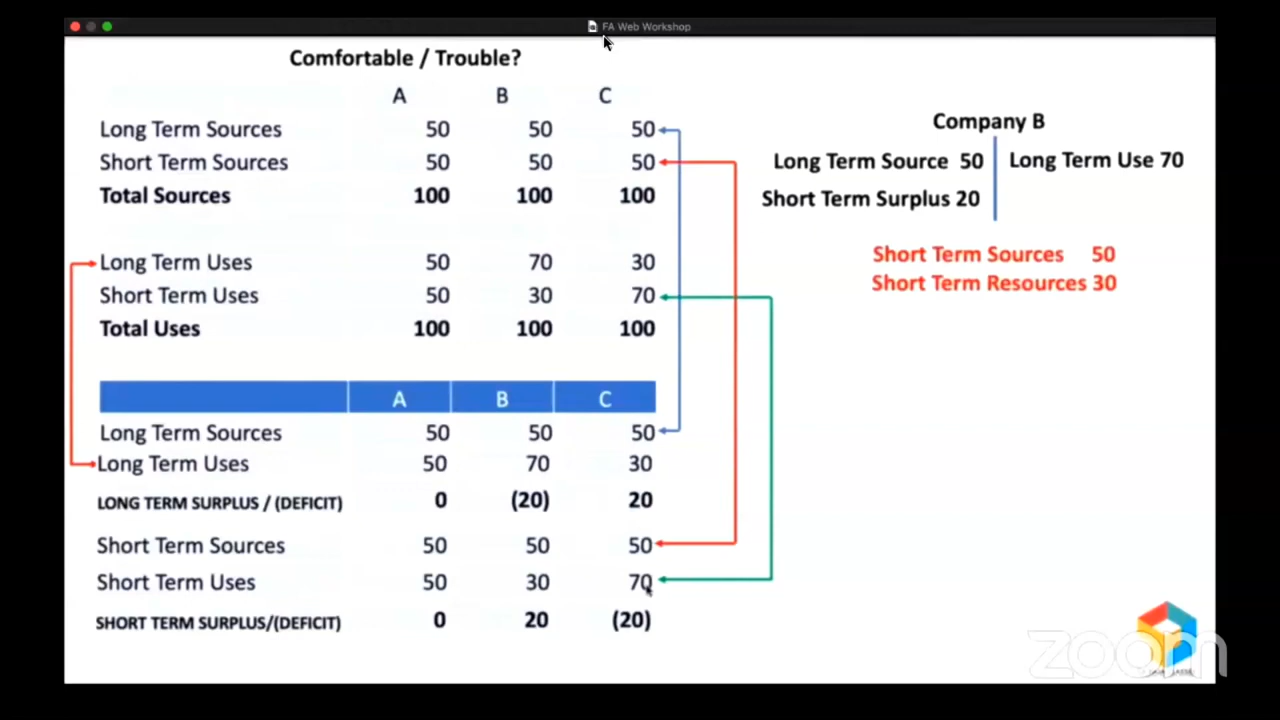 FA Web Workshop
Comfortable / Trouble?
A B C
Long Term Sources 50 50 50
Short Term Sources 50 50 50
Total Sources 100 100 100
Long Term Uses 50 70 30
Short Term Uses 50 30 70
Total Uses 100 100 100
A B C
Long Term Sources 50 50 50
Long Term Uses 50 70 30
LONG TERM SURPLUS / (DEFICIT) 0 (20) 20
Short Term Sources 50 50 50
Short Term Uses 50 30 70
SHORT TERM SURPLUS/(DEFICIT) 0 20 (20)
Company B
Long Term Source 50 Long Term Use 70
Short Term Surplus 20
Short Term Sources 50
Short Term Resources 30
zoom